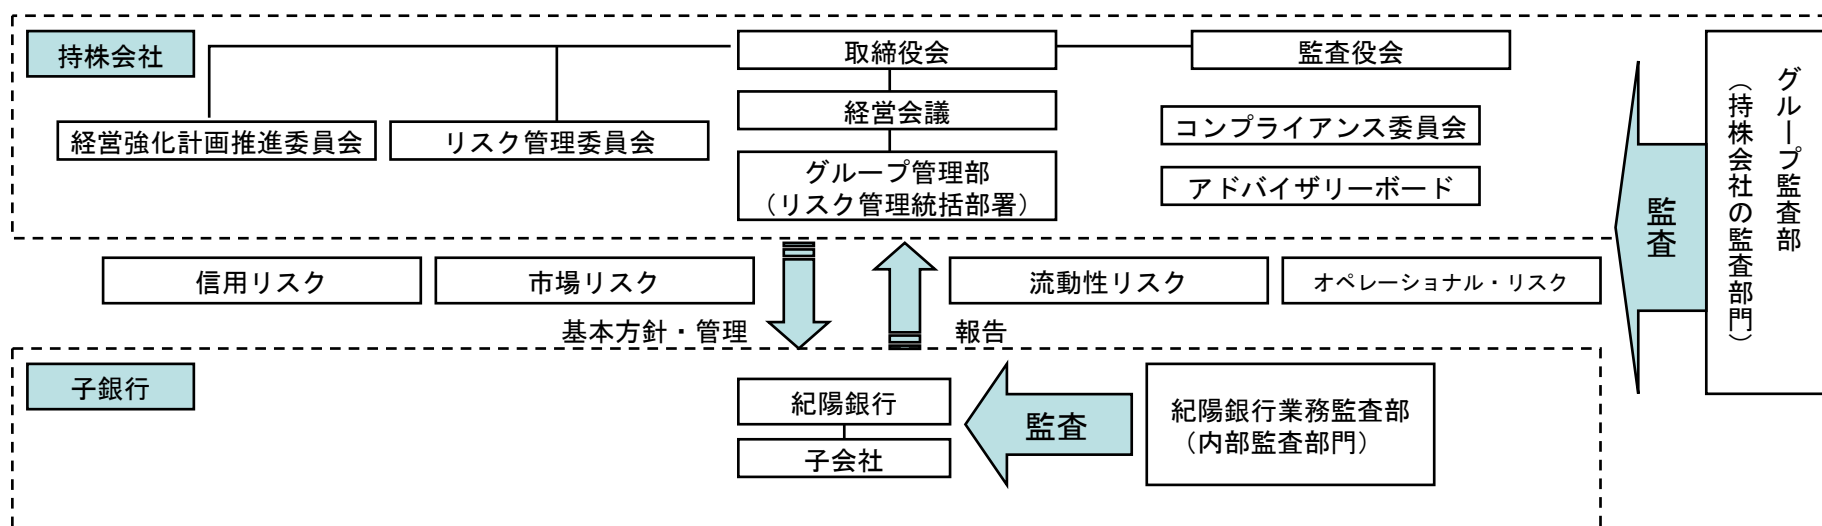 持株会社
取締役会
監査役会
経営会議
経営強化計画推進委員会
リスク管理委員会
コンプライアンス委員会
グループ管理部
（リスク管理統括部署）
アドバイザリーボード
グループ監査部
（持株会社の監査部門）
監査
信用リスク
市場リスク
流動性リスク
オペレーショナル・リスク
基本方針・管理
報告
子銀行
紀陽銀行
子会社
監査
紀陽銀行業務監査部
（内部監査部門）